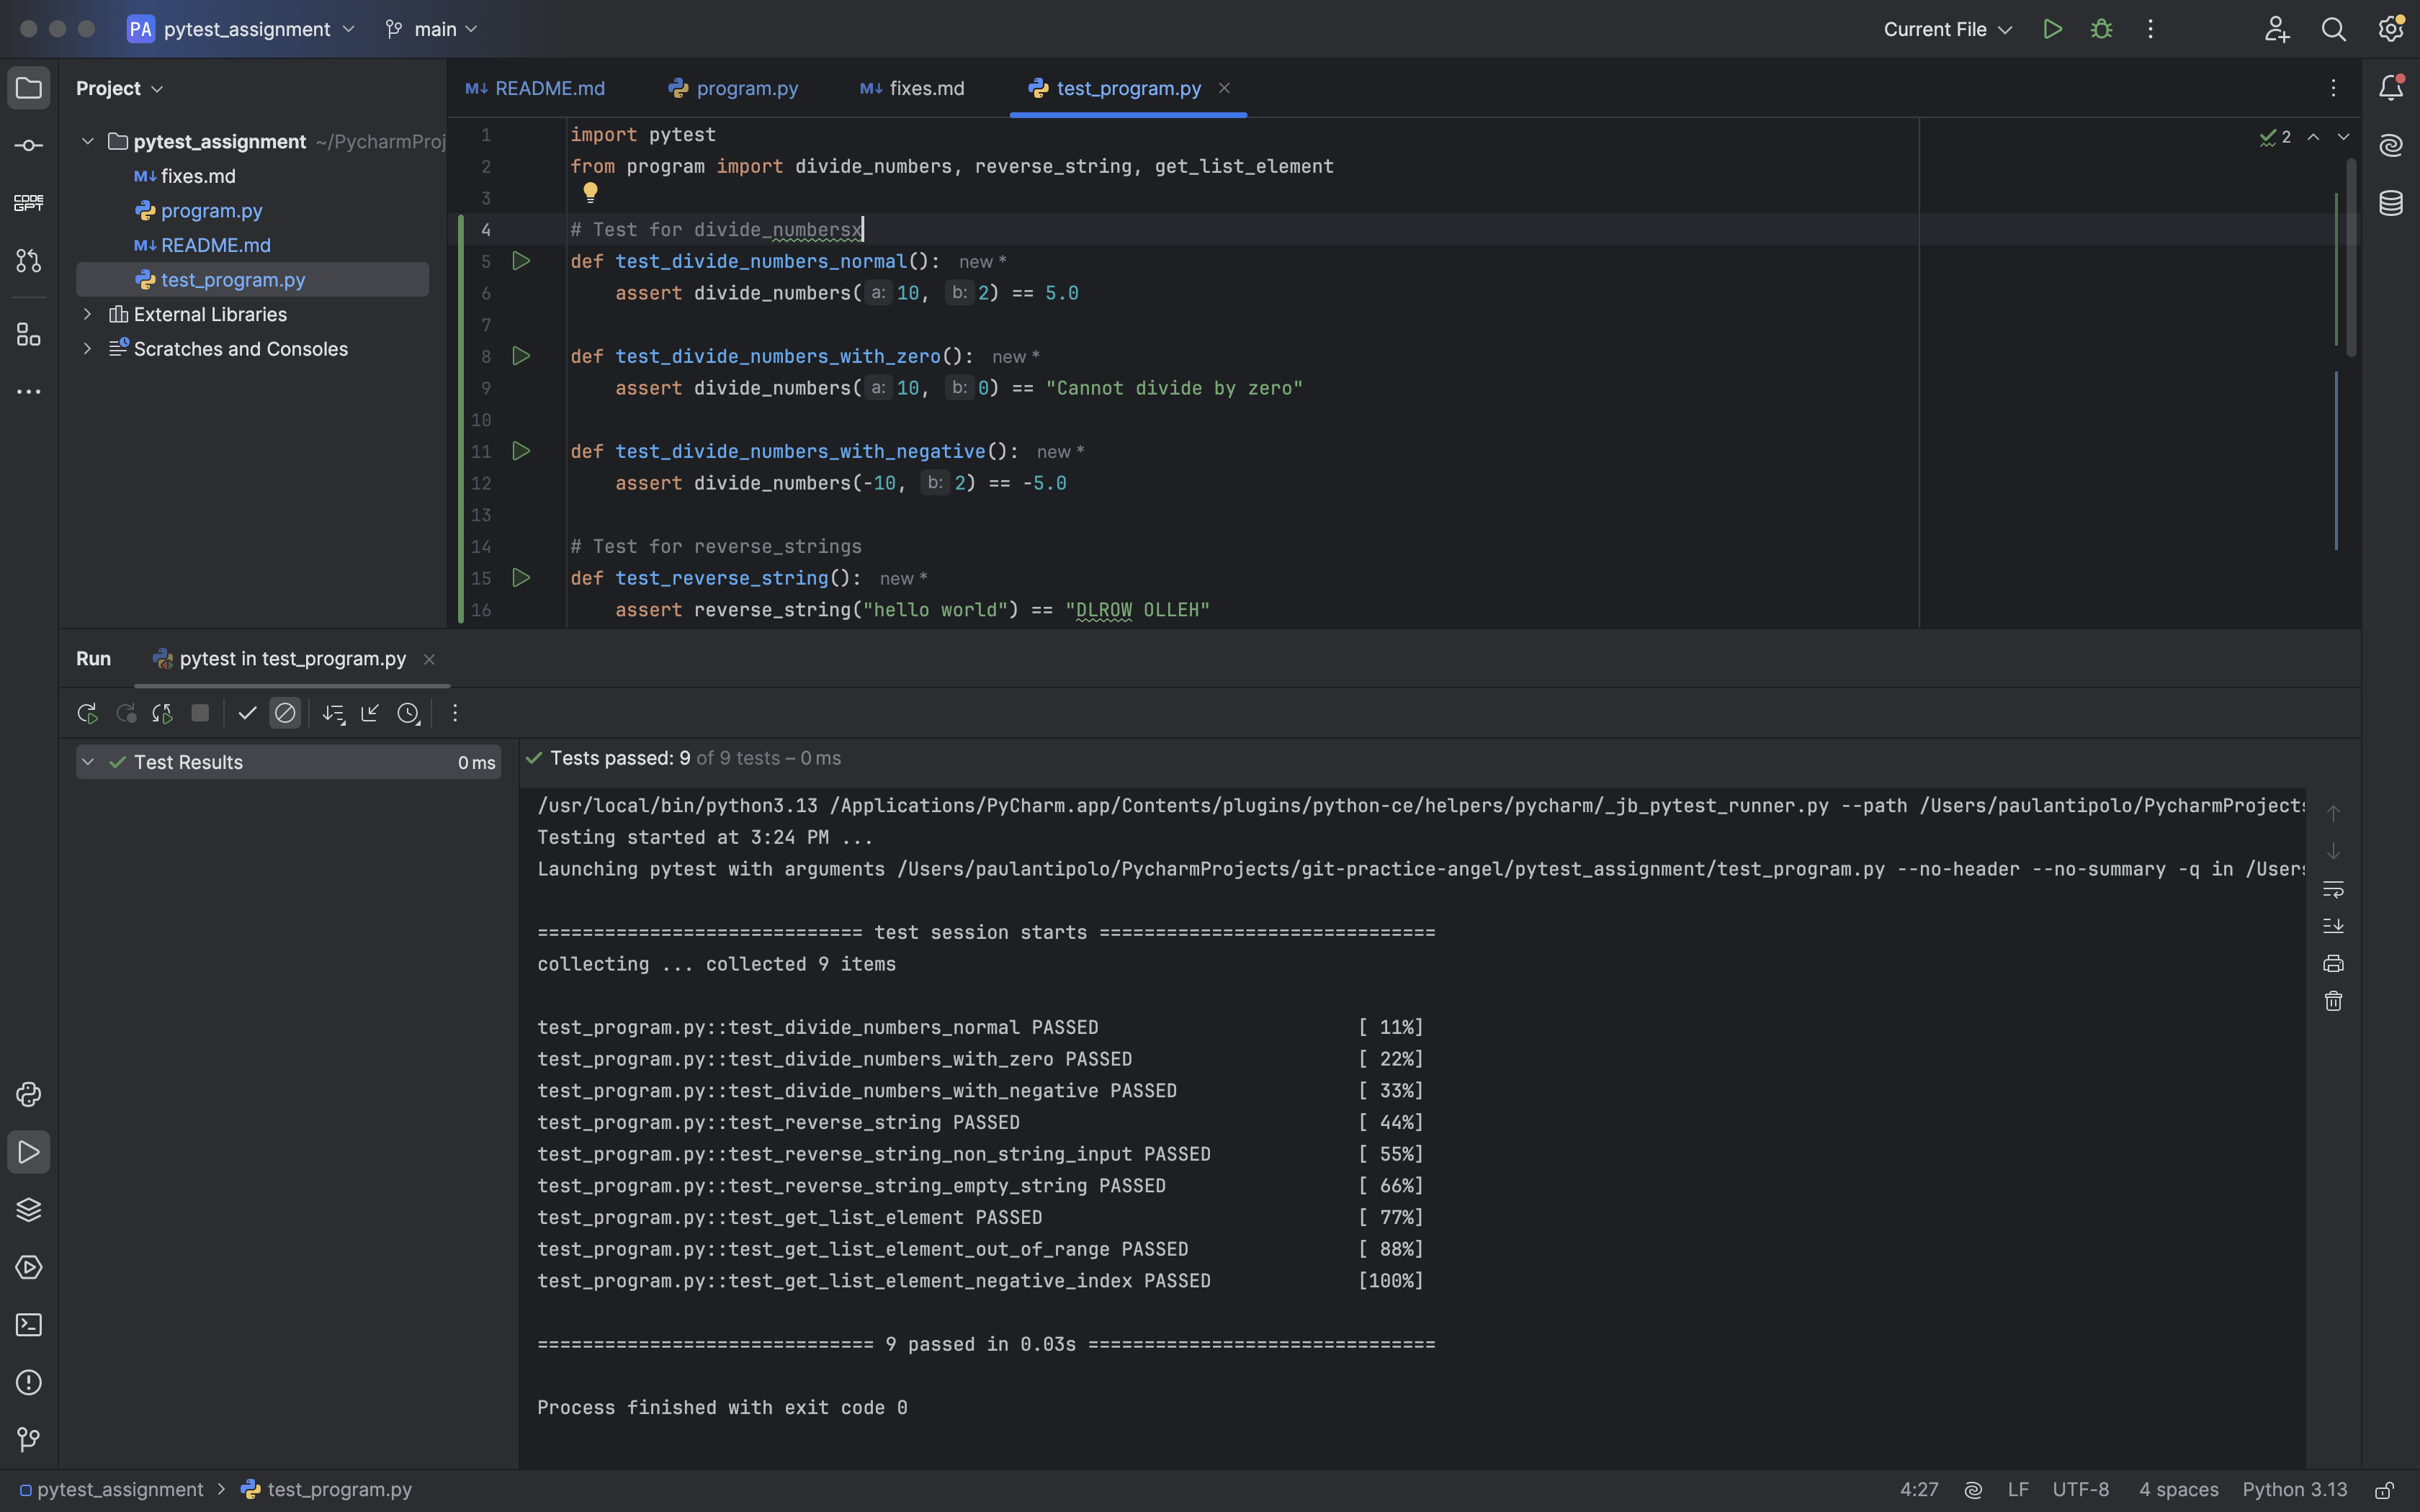 PA pytest_assignment main Current File
Project
README.md program.py fixes.md test_program.py
pytest_assignment ~/PycharmProj
fixes.md
program.py
README.md
test_program.py
External Libraries
Scratches and Consoles
CODE
GPT
2
1 import pytest
2 from program import divide_numbers, reverse_string, get_list_element
3
4 # Test for divide_numbersx
5 def test_divide_numbers_normal(): new *
6 assert divide_numbers(a: 10, b: 2) == 5.0
7
8 def test_divide_numbers_with_zero(): new *
9 assert divide_numbers(a: 10, b: 0) == "Cannot divide by zero"
10
11 def test_divide_numbers_with_negative(): new *
12 assert divide_numbers(-10, b: 2) == -5.0
13
14 # Test for reverse_strings
15 def test_reverse_string(): new *
16 assert reverse_string("hello world") == "DLROW OLLEH"
Run pytest in test_program.py
Test Results 0 ms
Tests passed: 9 of 9 tests – 0 ms
/usr/local/bin/python3.13 /Applications/PyCharm.app/Contents/plugins/python-ce/helpers/pycharm/_jb_pytest_runner.py --path /Users/paulantipolo/PycharmProjects
Testing started at 3:24 PM ...
Launching pytest with arguments /Users/paulantipolo/PycharmProjects/git-practice-angel/pytest_assignment/test_program.py --no-header --no-summary -q in /Users
============================= test session starts ==============================
collecting ... collected 9 items
test_program.py::test_divide_numbers_normal PASSED [ 11%]
test_program.py::test_divide_numbers_with_zero PASSED [ 22%]
test_program.py::test_divide_numbers_with_negative PASSED [ 33%]
test_program.py::test_reverse_string PASSED [ 44%]
test_program.py::test_reverse_string_non_string_input PASSED [ 55%]
test_program.py::test_reverse_string_empty_string PASSED [ 66%]
test_program.py::test_get_list_element PASSED [ 77%]
test_program.py::test_get_list_element_out_of_range PASSED [ 88%]
test_program.py::test_get_list_element_negative_index PASSED [100%]
============================== 9 passed in 0.03s ===============================
Process finished with exit code 0
pytest_assignment > test_program.py 4:27 LF UTF-8 4 spaces Python 3.13